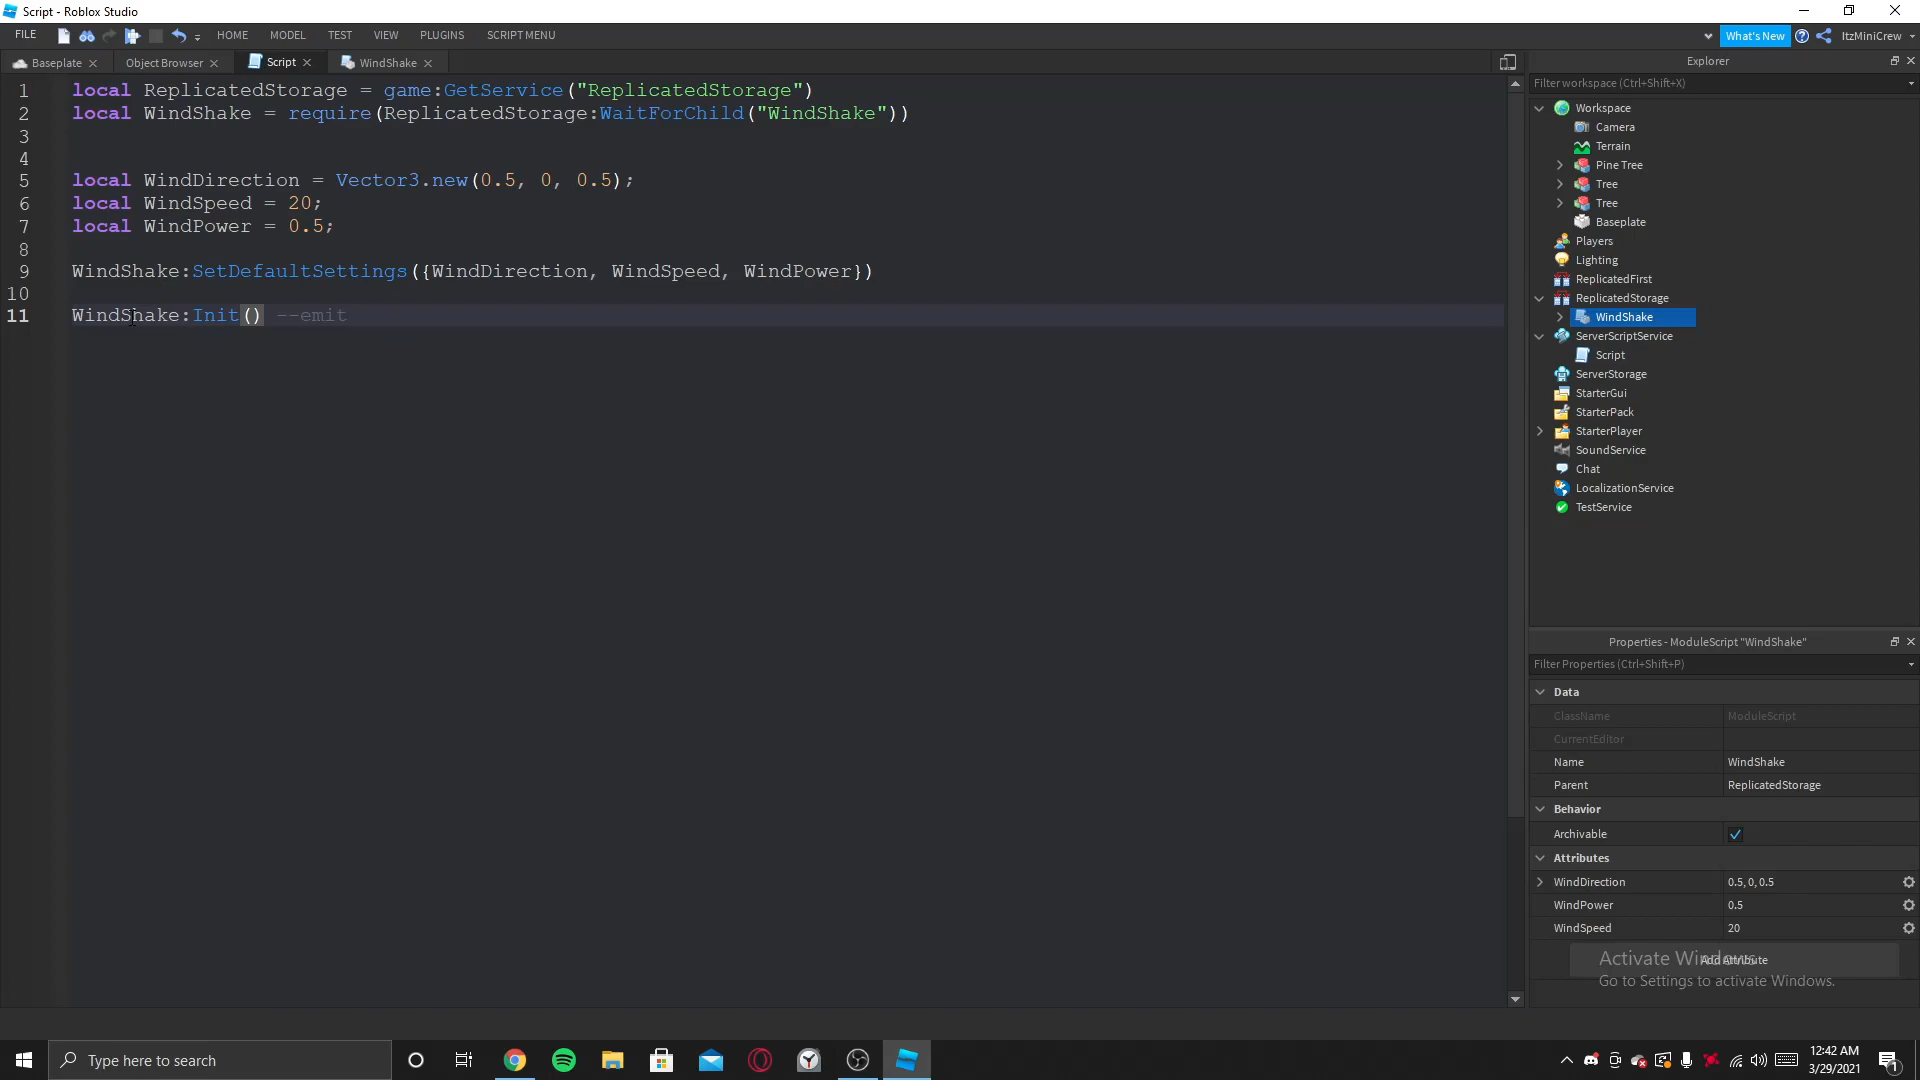 Script - Roblox Studio
FILE HOME MODEL TEST VIEW PLUGINS SCRIPT MENU What's New ItzMiniCrew
Baseplate Object Browser Script WindShake
1 local ReplicatedStorage = game:GetService("ReplicatedStorage")
2 local WindShake = require(ReplicatedStorage:WaitForChild("WindShake"))
3
4
5 local WindDirection = Vector3.new(0.5, 0, 0.5);
6 local WindSpeed = 20;
7 local WindPower = 0.5;
8
9 WindShake:SetDefaultSettings({WindDirection, WindSpeed, WindPower})
10
11 WindShake:Init() --emit
Explorer
Filter workspace (Ctrl+Shift+X)
Workspace
Camera
Terrain
Pine Tree
Tree
Tree
Baseplate
Players
Lighting
ReplicatedFirst
ReplicatedStorage
WindShake
ServerScriptService
Script
ServerStorage
StarterGui
StarterPack
StarterPlayer
SoundService
Chat
LocalizationService
TestService
Properties - ModuleScript "WindShake"
Filter Properties (Ctrl+Shift+P)
Data
ClassName ModuleScript
CurrentEditor
Name WindShake
Parent ReplicatedStorage
Behavior
Archivable
Attributes
WindDirection 0.5, 0, 0.5
WindPower 0.5
WindSpeed 20
Add Attribute
Activate Windows
Go to Settings to activate Windows.
Type here to search
12:42 AM
3/29/2021
1